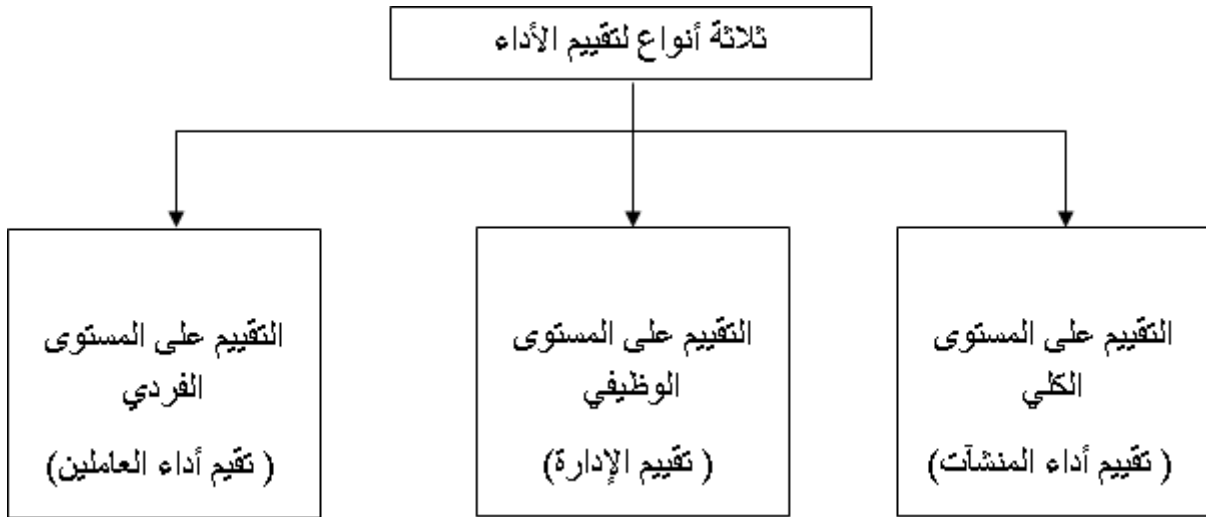 ثلاثة أنواع لتقييم الأداء
التقييم على المستوى
الكلي
( تقييم أداء المنشآت)
التقييم على المستوى
الوظيفي
( تقييم الإدارة)
التقييم على المستوى
الفردي
( تقيم أداء العاملين)